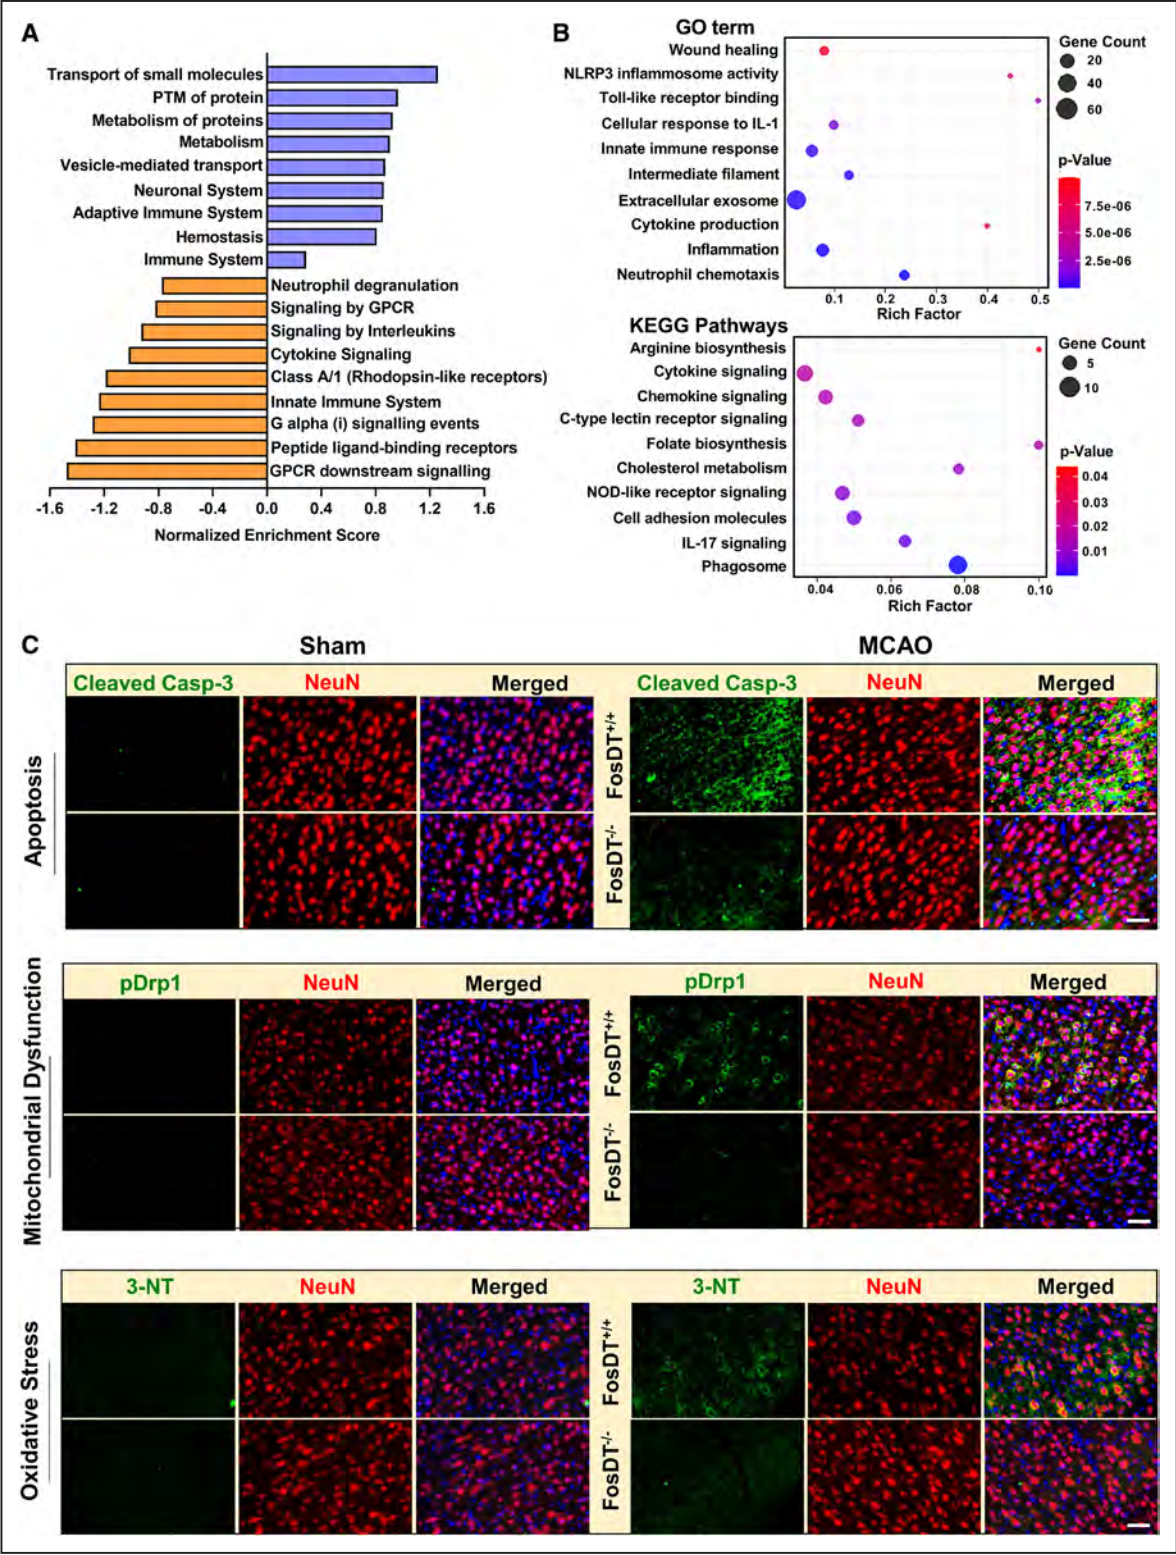 A
Transport of small molecules
PTM of protein
Metabolism of proteins
Metabolism
Vesicle-mediated transport
Neuronal System
Adaptive Immune System
Hemostasis
Immune System
Neutrophil degranulation
Signaling by GPCR
Signaling by Interleukins
Cytokine Signaling
Class A/1 (Rhodopsin-like receptors)
Innate Immune System
G alpha (i) signalling events
Peptide ligand-binding receptors
GPCR downstream signalling
-1.6 -1.2 -0.8 -0.4 0.0 0.4 0.8 1.2 1.6
Normalized Enrichment Score
B
GO term
Wound healing
NLRP3 inflammosome activity
Toll-like receptor binding
Cellular response to IL-1
Innate immune response
Intermediate filament
Extracellular exosome
Cytokine production
Inflammation
Neutrophil chemotaxis
0.1 0.2 0.3 0.4 0.5
Rich Factor
Gene Count
20
40
60
p-Value
7.5e-06
5.0e-06
2.5e-06
KEGG Pathways
Arginine biosynthesis
Cytokine signaling
Chemokine signaling
C-type lectin receptor signaling
Folate biosynthesis
Cholesterol metabolism
NOD-like receptor signaling
Cell adhesion molecules
IL-17 signaling
Phagosome
0.04 0.06 0.08 0.10
Rich Factor
Gene Count
5
10
p-Value
0.04
0.03
0.02
0.01
C
Sham MCAO
Apoptosis
Cleaved Casp-3 NeuN Merged Cleaved Casp-3 NeuN Merged
FosDT+/+
FosDT-/-
Mitochondrial Dysfunction
pDrp1 NeuN Merged pDrp1 NeuN Merged
FosDT+/+
FosDT-/-
Oxidative Stress
3-NT NeuN Merged 3-NT NeuN Merged
FosDT+/+
FosDT-/-